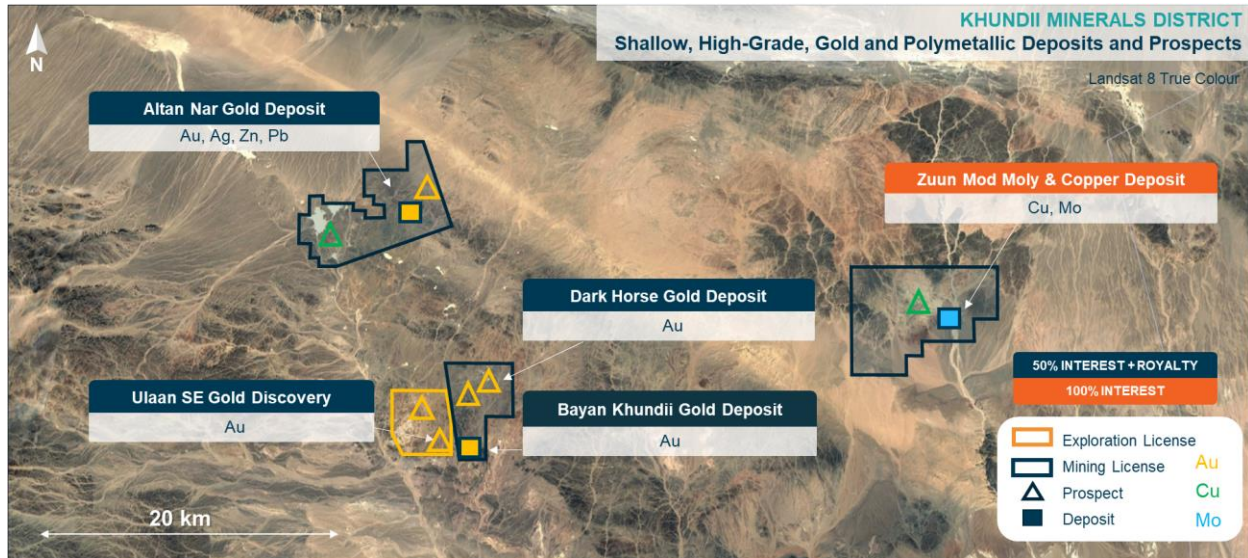 KHUNDII MINERALS DISTRICT
Shallow, High-Grade, Gold and Polymetallic Deposits and Prospects
Landsat 8 True Colour
N
Altan Nar Gold Deposit
Au, Ag, Zn, Pb
Zuun Mod Moly & Copper Deposit
Cu, Mo
Dark Horse Gold Deposit
Au
Ulaan SE Gold Discovery
Au
Bayan Khundii Gold Deposit
Au
50% INTEREST + ROYALTY
100% INTEREST
Exploration License
Mining License Au
Prospect Cu
Deposit Mo
20 km